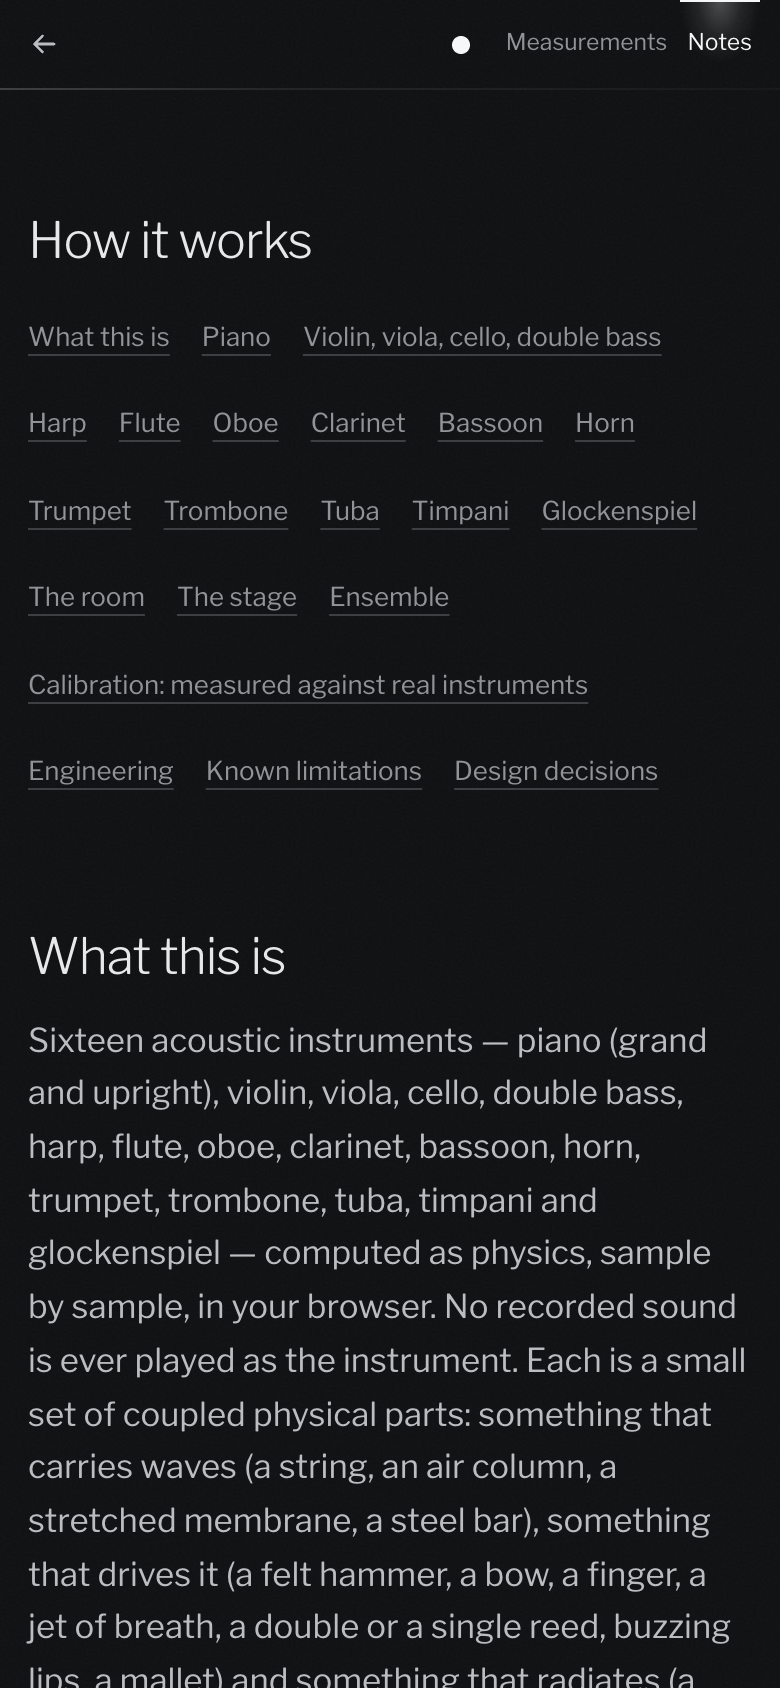 Measurements Notes
How it works
What this is Piano Violin, viola, cello, double bass
Harp Flute Oboe Clarinet Bassoon Horn
Trumpet Trombone Tuba Timpani Glockenspiel
The room The stage Ensemble
Calibration: measured against real instruments
Engineering Known limitations Design decisions
What this is
Sixteen acoustic instruments — piano (grand
and upright), violin, viola, cello, double bass,
harp, flute, oboe, clarinet, bassoon, horn,
trumpet, trombone, tuba, timpani and
glockenspiel — computed as physics, sample
by sample, in your browser. No recorded sound
is ever played as the instrument. Each is a small
set of coupled physical parts: something that
carries waves (a string, an air column, a
stretched membrane, a steel bar), something
that drives it (a felt hammer, a bow, a finger, a
jet of breath, a double or a single reed, buzzing
lips, a mallet) and something that radiates (a